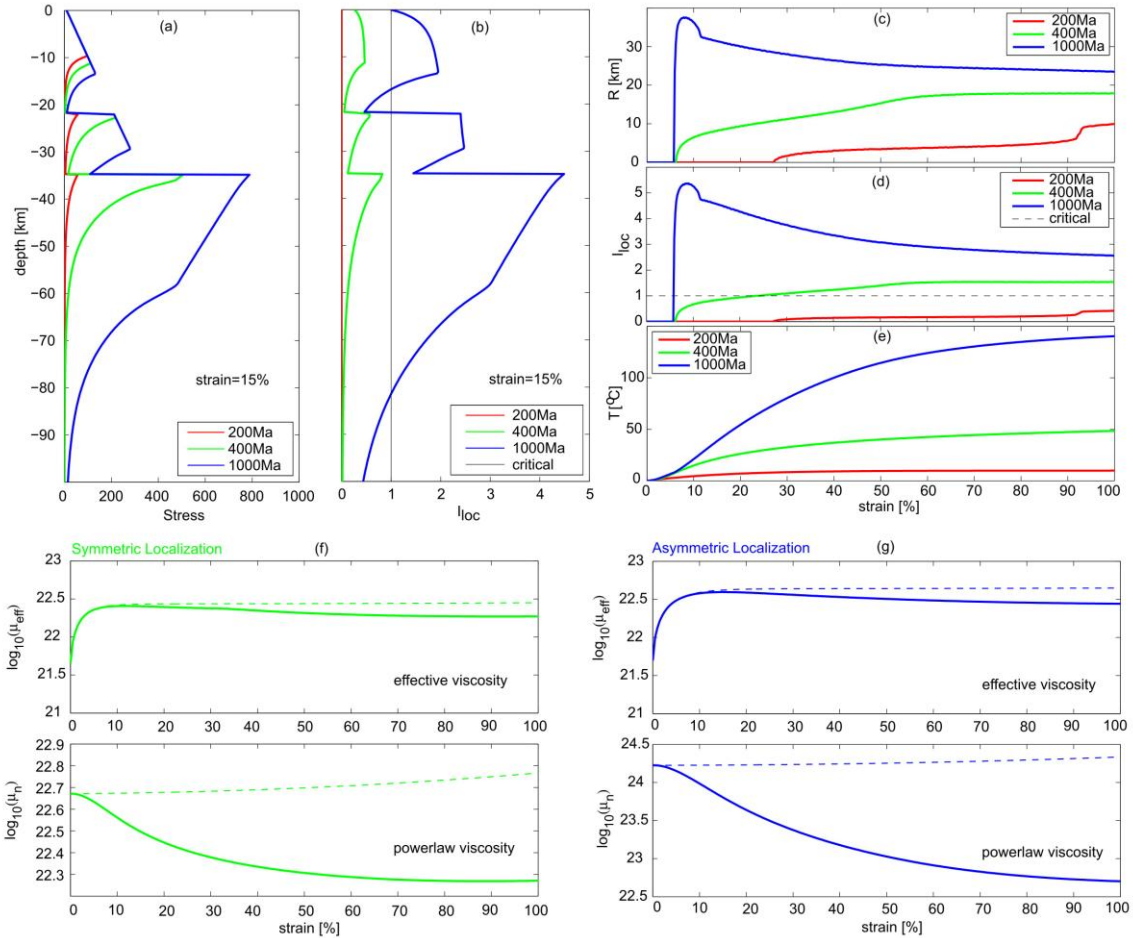 (a)
0
−10
−20
−30
−40
−50
−60
−70
−80
−90
depth [km]
strain=15%
200Ma
400Ma
1000Ma
0 200 400 600 800 1000
Stress
(b)
strain=15%
200Ma
400Ma
1000Ma
critical
0 1 2 3 4 5
Iloc
(c)
200Ma
400Ma
1000Ma
30
20
10
0
R [km]
(d)
200Ma
400Ma
1000Ma
critical
5
4
3
2
1
0
Iloc
(e)
200Ma
400Ma
1000Ma
100
50
0
T [ºC]
0 10 20 30 40 50 60 70 80 90 100
strain [%]
Symmetric Localization (f)
23
22.5
22
21.5
21
log10(μeff)
effective viscosity
0 10 20 30 40 50 60 70 80 90 100
22.9
22.8
22.7
22.6
22.5
22.4
22.3
log10(μn)
powerlaw viscosity
0 10 20 30 40 50 60 70 80 90 100
strain [%]
Asymmetric Localization (g)
23
22.5
22
21.5
21
log10(μeff)
effective viscosity
0 10 20 30 40 50 60 70 80 90 100
24.5
24
23.5
23
22.5
log10(μn)
powerlaw viscosity
0 10 20 30 40 50 60 70 80 90 100
strain [%]